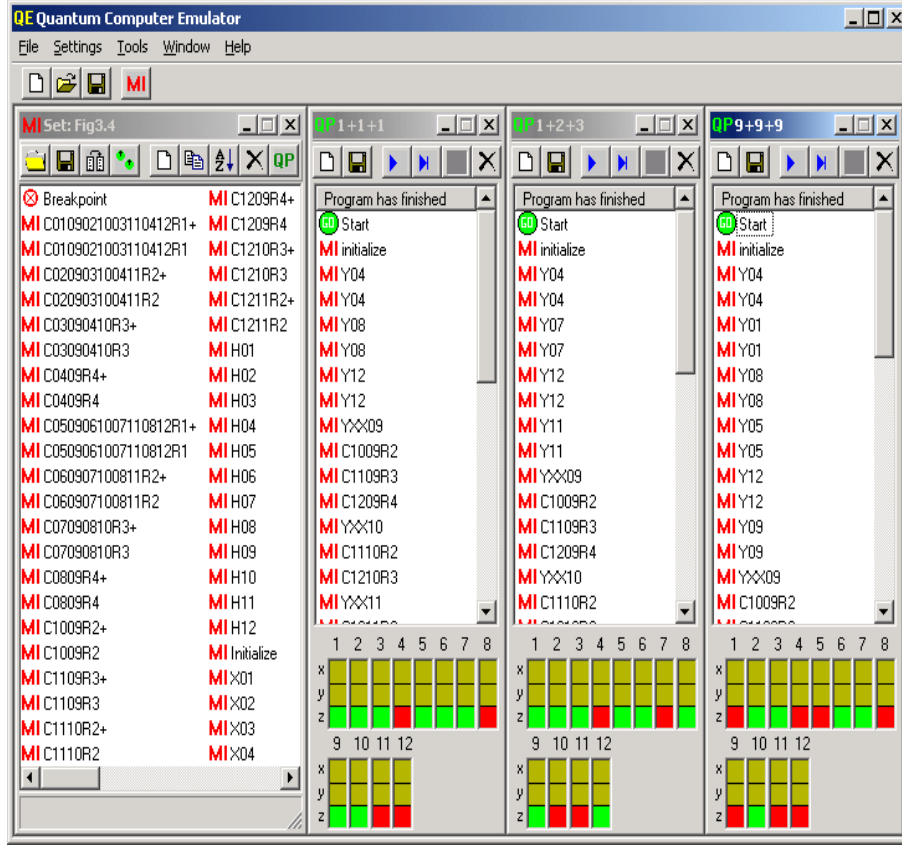 QE Quantum Computer Emulator
File Settings Tools Window Help
MI
MI Set: Fig3.4
QP
Breakpoint
MI C0109021003110412R1+
MI C0109021003110412R1
MI C020903100411R2+
MI C020903100411R2
MI C03090410R3+
MI C03090410R3
MI C0409R4+
MI C0409R4
MI C0509061007110812R1+
MI C0509061007110812R1
MI C060907100811R2+
MI C060907100811R2
MI C07090810R3+
MI C07090810R3
MI C0809R4+
MI C0809R4
MI C1009R2+
MI C1009R2
MI C1109R3+
MI C1109R3
MI C1110R2+
MI C1110R2
MI C1209R4+
MI C1209R4
MI C1210R3+
MI C1210R3
MI C1211R2+
MI C1211R2
MI H01
MI H02
MI H03
MI H04
MI H05
MI H06
MI H07
MI H08
MI H09
MI H10
MI H11
MI H12
MI Initialize
MI X01
MI X02
MI X03
MI X04
QP 1+1+1
Program has finished
GO Start
MI initialize
MI Y04
MI Y04
MI Y08
MI Y08
MI Y12
MI Y12
MI YXX09
MI C1009R2
MI C1109R3
MI C1209R4
MI YXX10
MI C1110R2
MI C1210R3
MI YXX11
1 2 3 4 5 6 7 8
x
y
z
9 10 11 12
x
y
z
QP 1+2+3
Program has finished
GO Start
MI initialize
MI Y04
MI Y04
MI Y07
MI Y07
MI Y12
MI Y12
MI Y11
MI Y11
MI YXX09
MI C1009R2
MI C1109R3
MI C1209R4
MI YXX10
MI C1110R2
1 2 3 4 5 6 7 8
x
y
z
9 10 11 12
x
y
z
QP 9+9+9
Program has finished
GO Start
MI initialize
MI Y04
MI Y04
MI Y01
MI Y01
MI Y08
MI Y08
MI Y05
MI Y05
MI Y12
MI Y12
MI Y09
MI Y09
MI YXX09
MI C1009R2
1 2 3 4 5 6 7 8
x
y
z
9 10 11 12
x
y
z